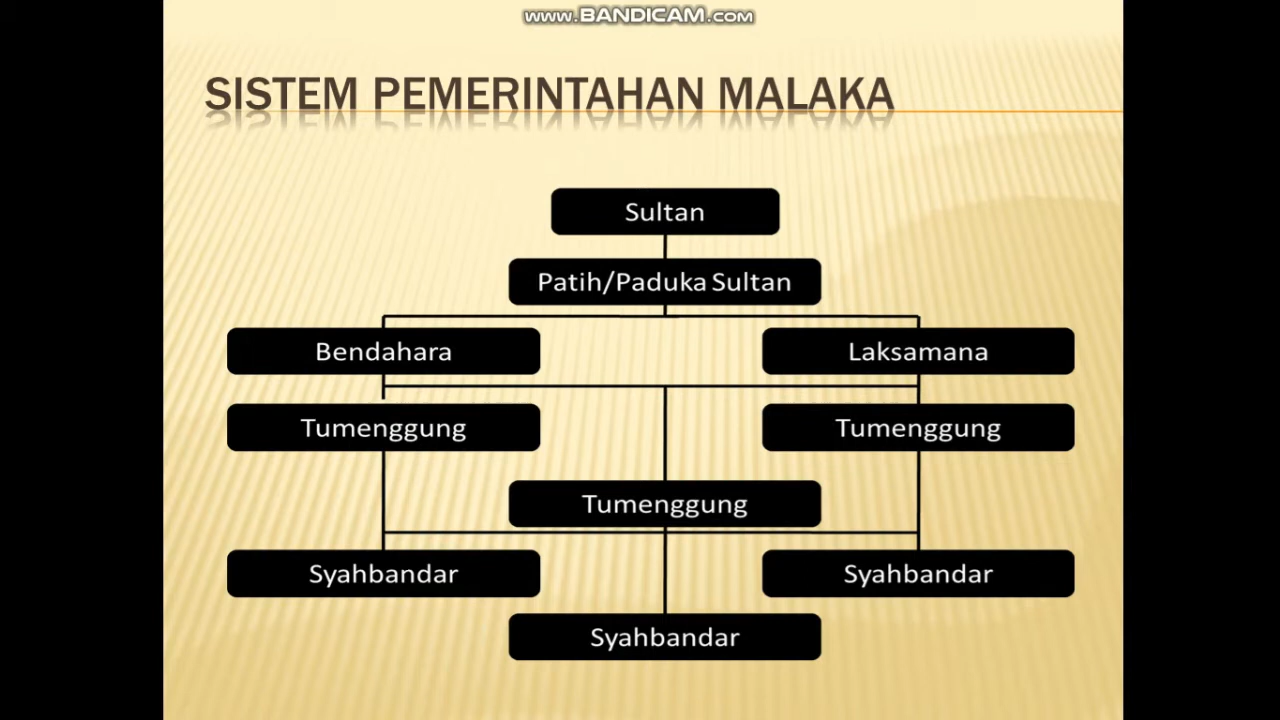 WWW.BANDICAM.COM
SISTEM PEMERINTAHAN MALAKA
Sultan
Patih/Paduka Sultan
Bendahara
Laksamana
Tumenggung
Tumenggung
Tumenggung
Syahbandar
Syahbandar
Syahbandar